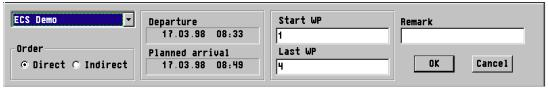 ECS Demo
Order
Direct Indirect
Departure
17.03.98 08:33
Planned arrival
17.03.98 08:49
Start WP
1
Last WP
4
Remark
OK Cancel